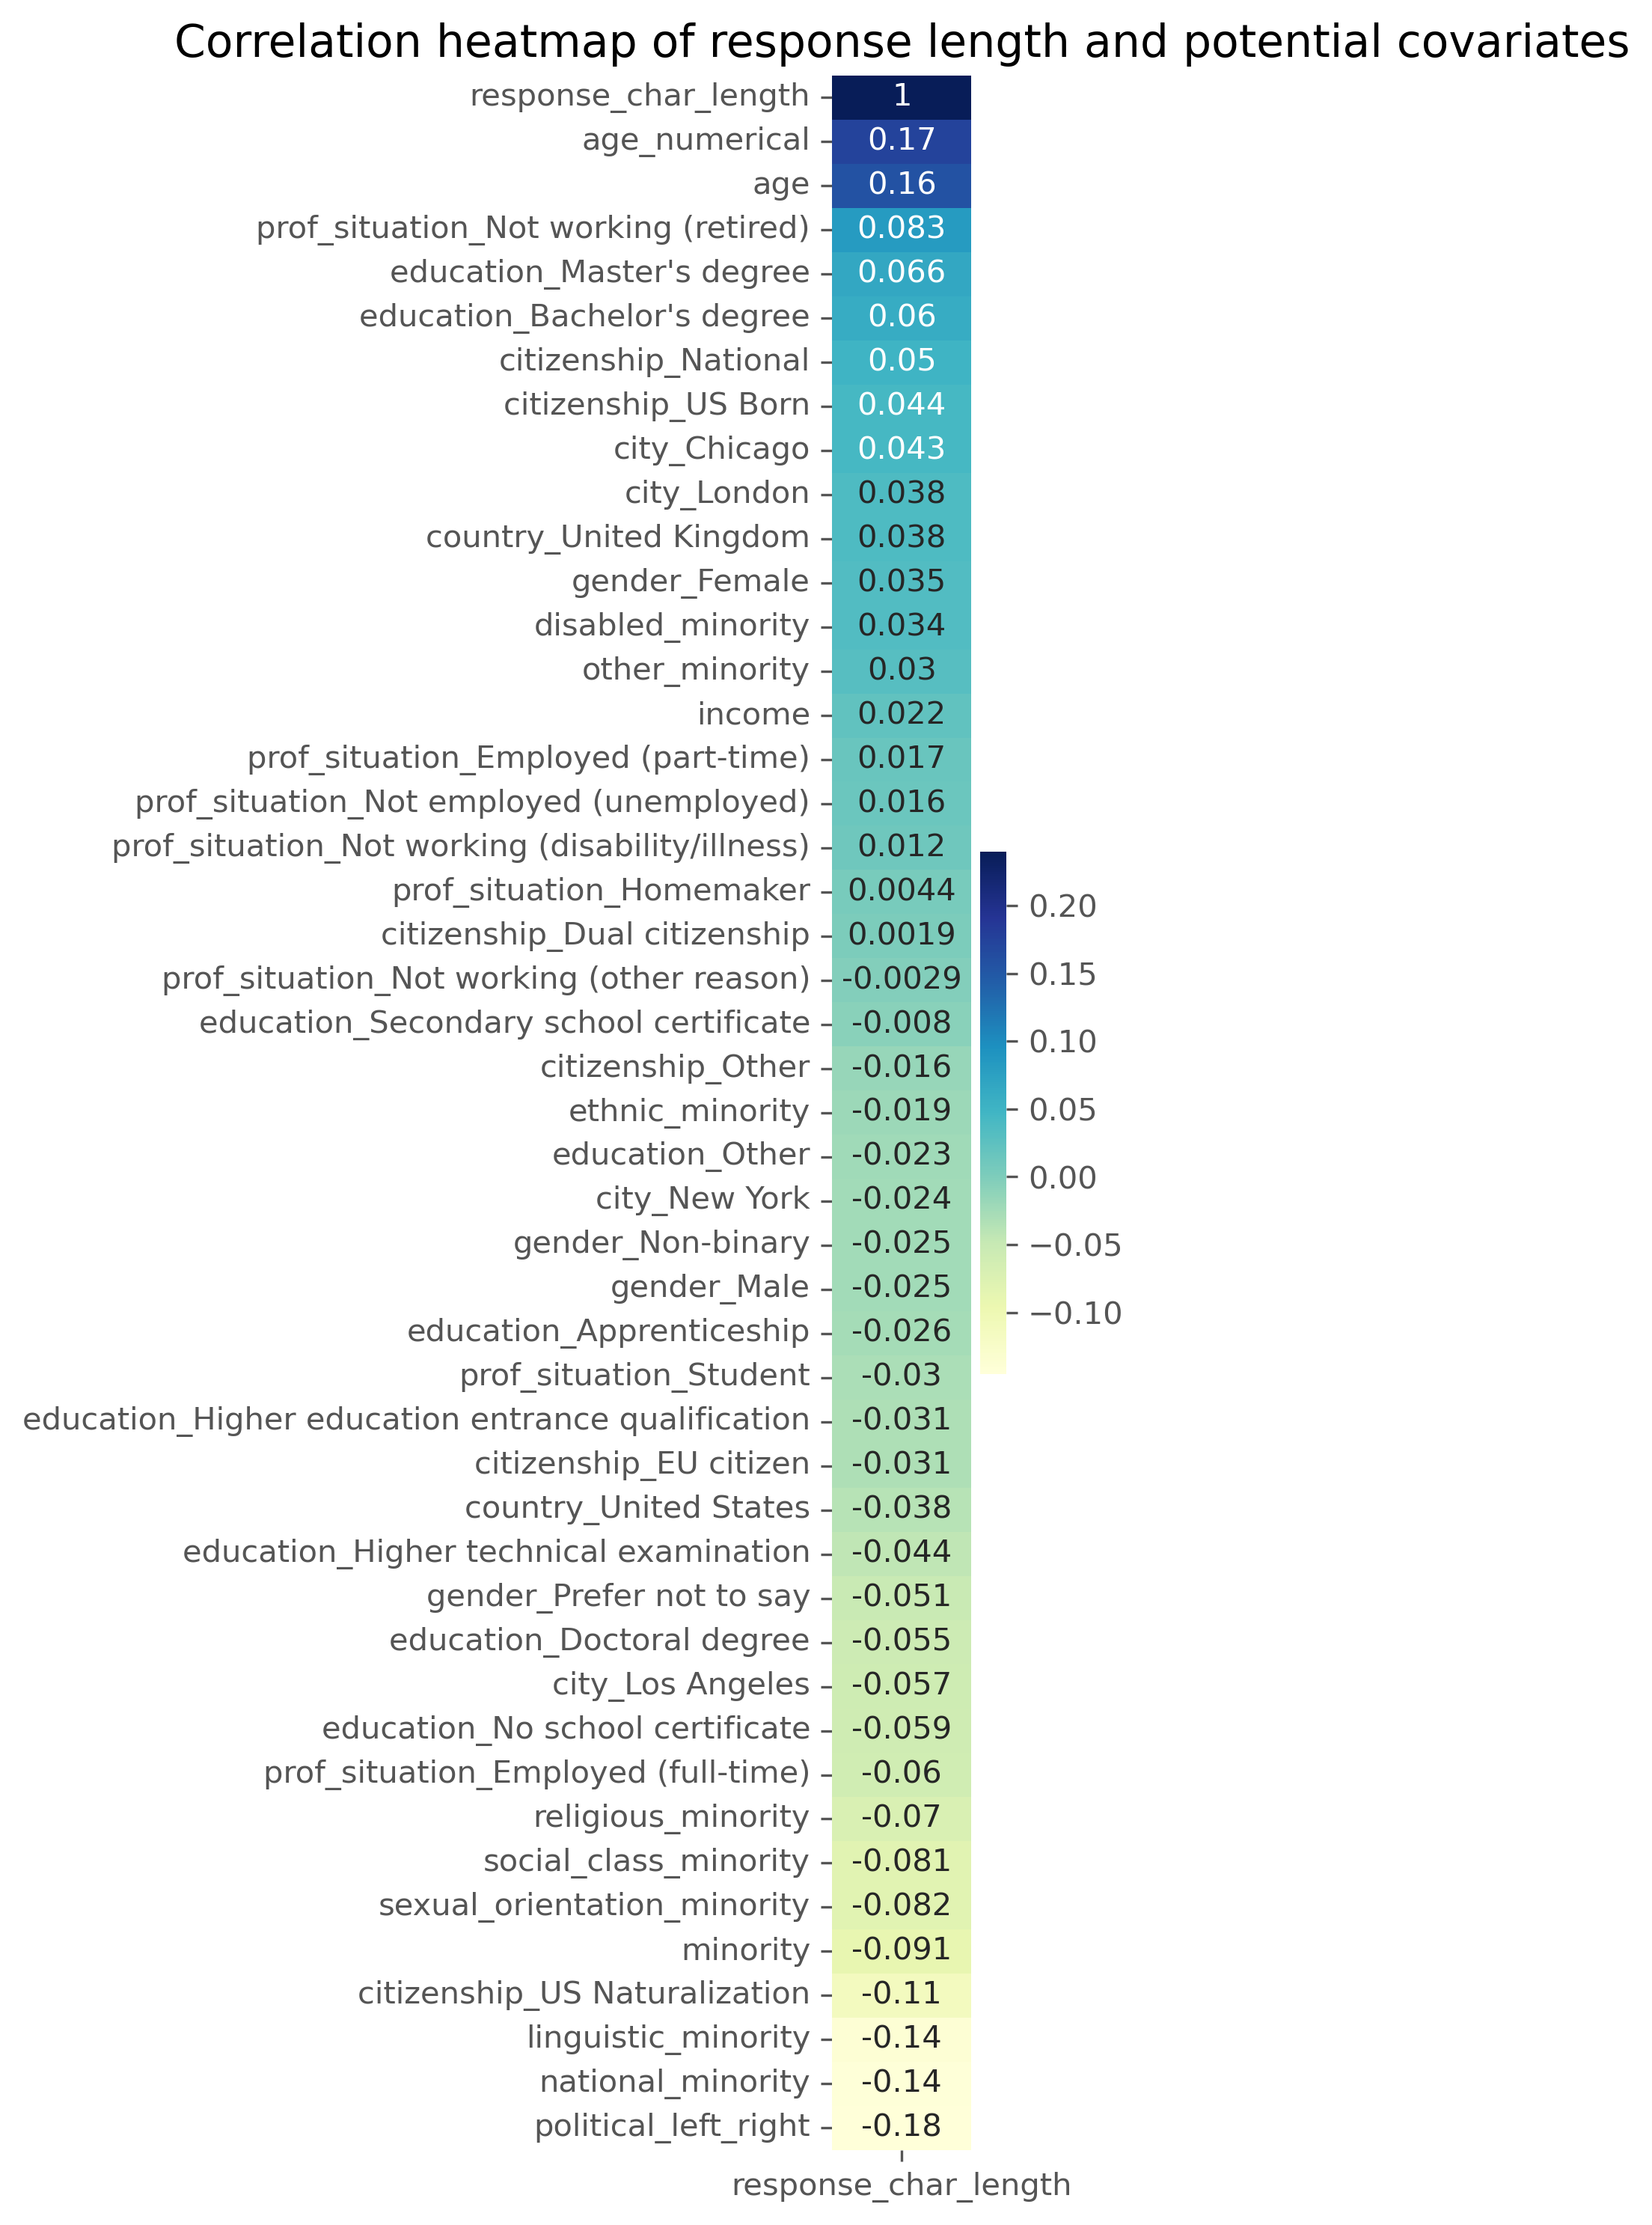 Correlation heatmap of response length and potential covariates
response_char_length 1
age_numerical 0.17
age 0.16
prof_situation_Not working (retired) 0.083
education_Master's degree 0.066
education_Bachelor's degree 0.06
citizenship_National 0.05
citizenship_US Born 0.044
city_Chicago 0.043
city_London 0.038
country_United Kingdom 0.038
gender_Female 0.035
disabled_minority 0.034
other_minority 0.03
income 0.022
prof_situation_Employed (part-time) 0.017
prof_situation_Not employed (unemployed) 0.016
prof_situation_Not working (disability/illness) 0.012
prof_situation_Homemaker 0.0044
citizenship_Dual citizenship 0.0019
prof_situation_Not working (other reason) -0.0029
education_Secondary school certificate -0.008
citizenship_Other -0.016
ethnic_minority -0.019
education_Other -0.023
city_New York -0.024
gender_Non-binary -0.025
gender_Male -0.025
education_Apprenticeship -0.026
prof_situation_Student -0.03
education_Higher education entrance qualification -0.031
citizenship_EU citizen -0.031
country_United States -0.038
education_Higher technical examination -0.044
gender_Prefer not to say -0.051
education_Doctoral degree -0.055
city_Los Angeles -0.057
education_No school certificate -0.059
prof_situation_Employed (full-time) -0.06
religious_minority -0.07
social_class_minority -0.081
sexual_orientation_minority -0.082
minority -0.091
citizenship_US Naturalization -0.11
linguistic_minority -0.14
national_minority -0.14
political_left_right -0.18
response_char_length
0.20
0.15
0.10
0.05
0.00
−0.05
−0.10